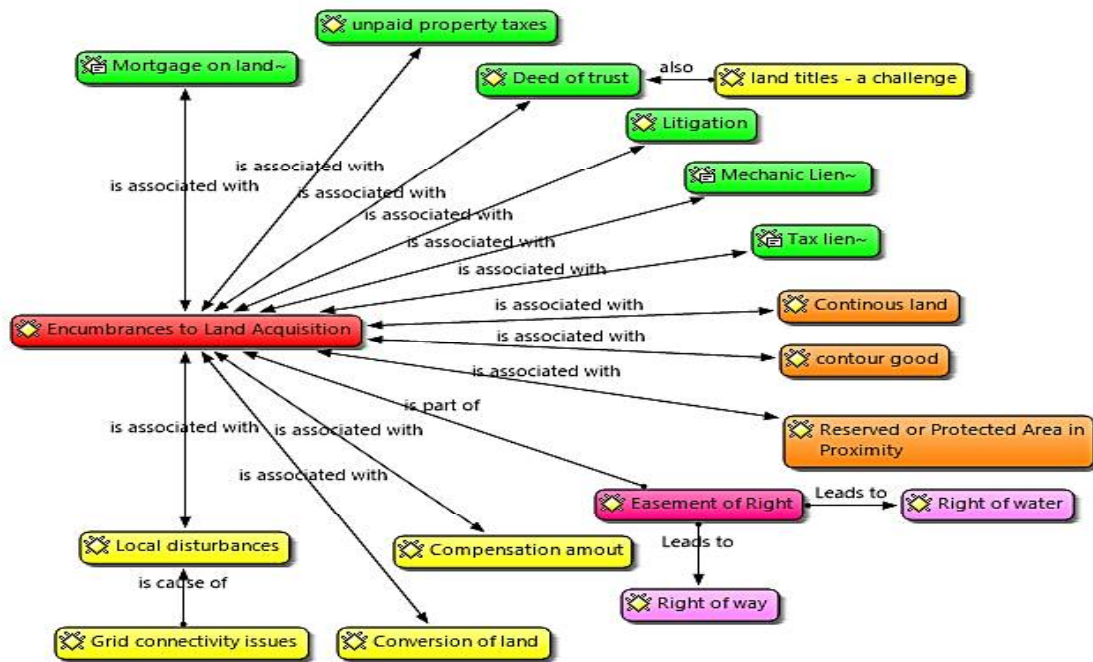 unpaid property taxes
Mortgage on land~
Deed of trust
also
land titles - a challenge
Litigation
is associated with
is associated with
Mechanic Lien~
is associated with
is associated with
Tax lien~
is associated with
is associated with
Continous land
is associated with
Encumbrances to Land Acquisition
is associated with
contour good
is associated with
is part of
is associated with
is associated with
Reserved or Protected Area in
Proximity
is associated with
Easement of Right
Leads to
Right of water
Local disturbances
Compensation amout
Leads to
is cause of
Right of way
Grid connectivity issues
Conversion of land